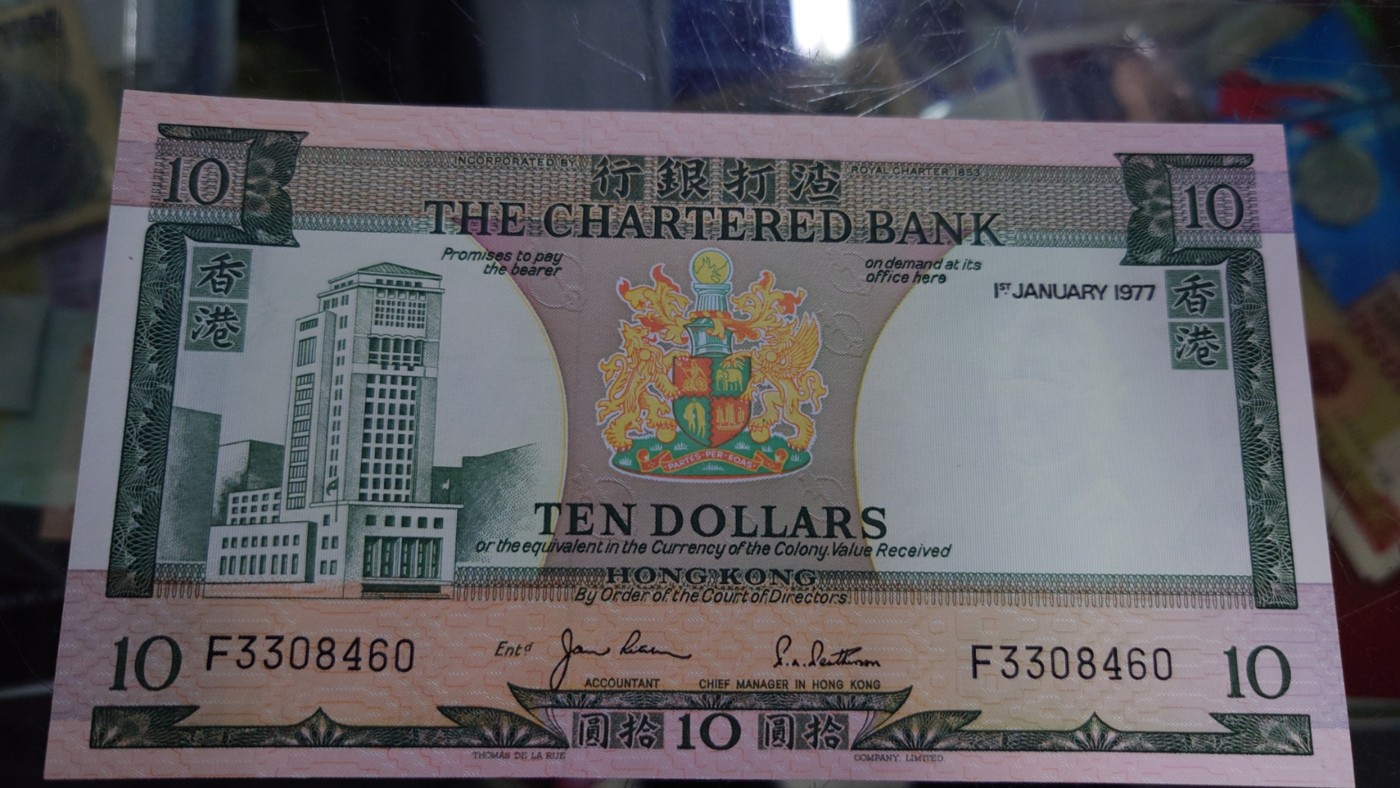 10
10
INCORPORATED BY ROYAL CHARTER 1853
渣打銀行
THE CHARTERED BANK
Promises to pay
the bearer
on demand at its
office here
1ST JANUARY 1977
香港
香港
PARTES·PER·EOAS
TEN DOLLARS
or the equivalent in the Currency of the Colony. Value Received
HONG KONG
By Order of the Court of Directors.
10 F3308460
Entd
F3308460 10
ACCOUNTANT
CHIEF MANAGER IN HONG KONG
拾圓 10 拾圓
THOMAS DE LA RUE
COMPANY, LIMITED.